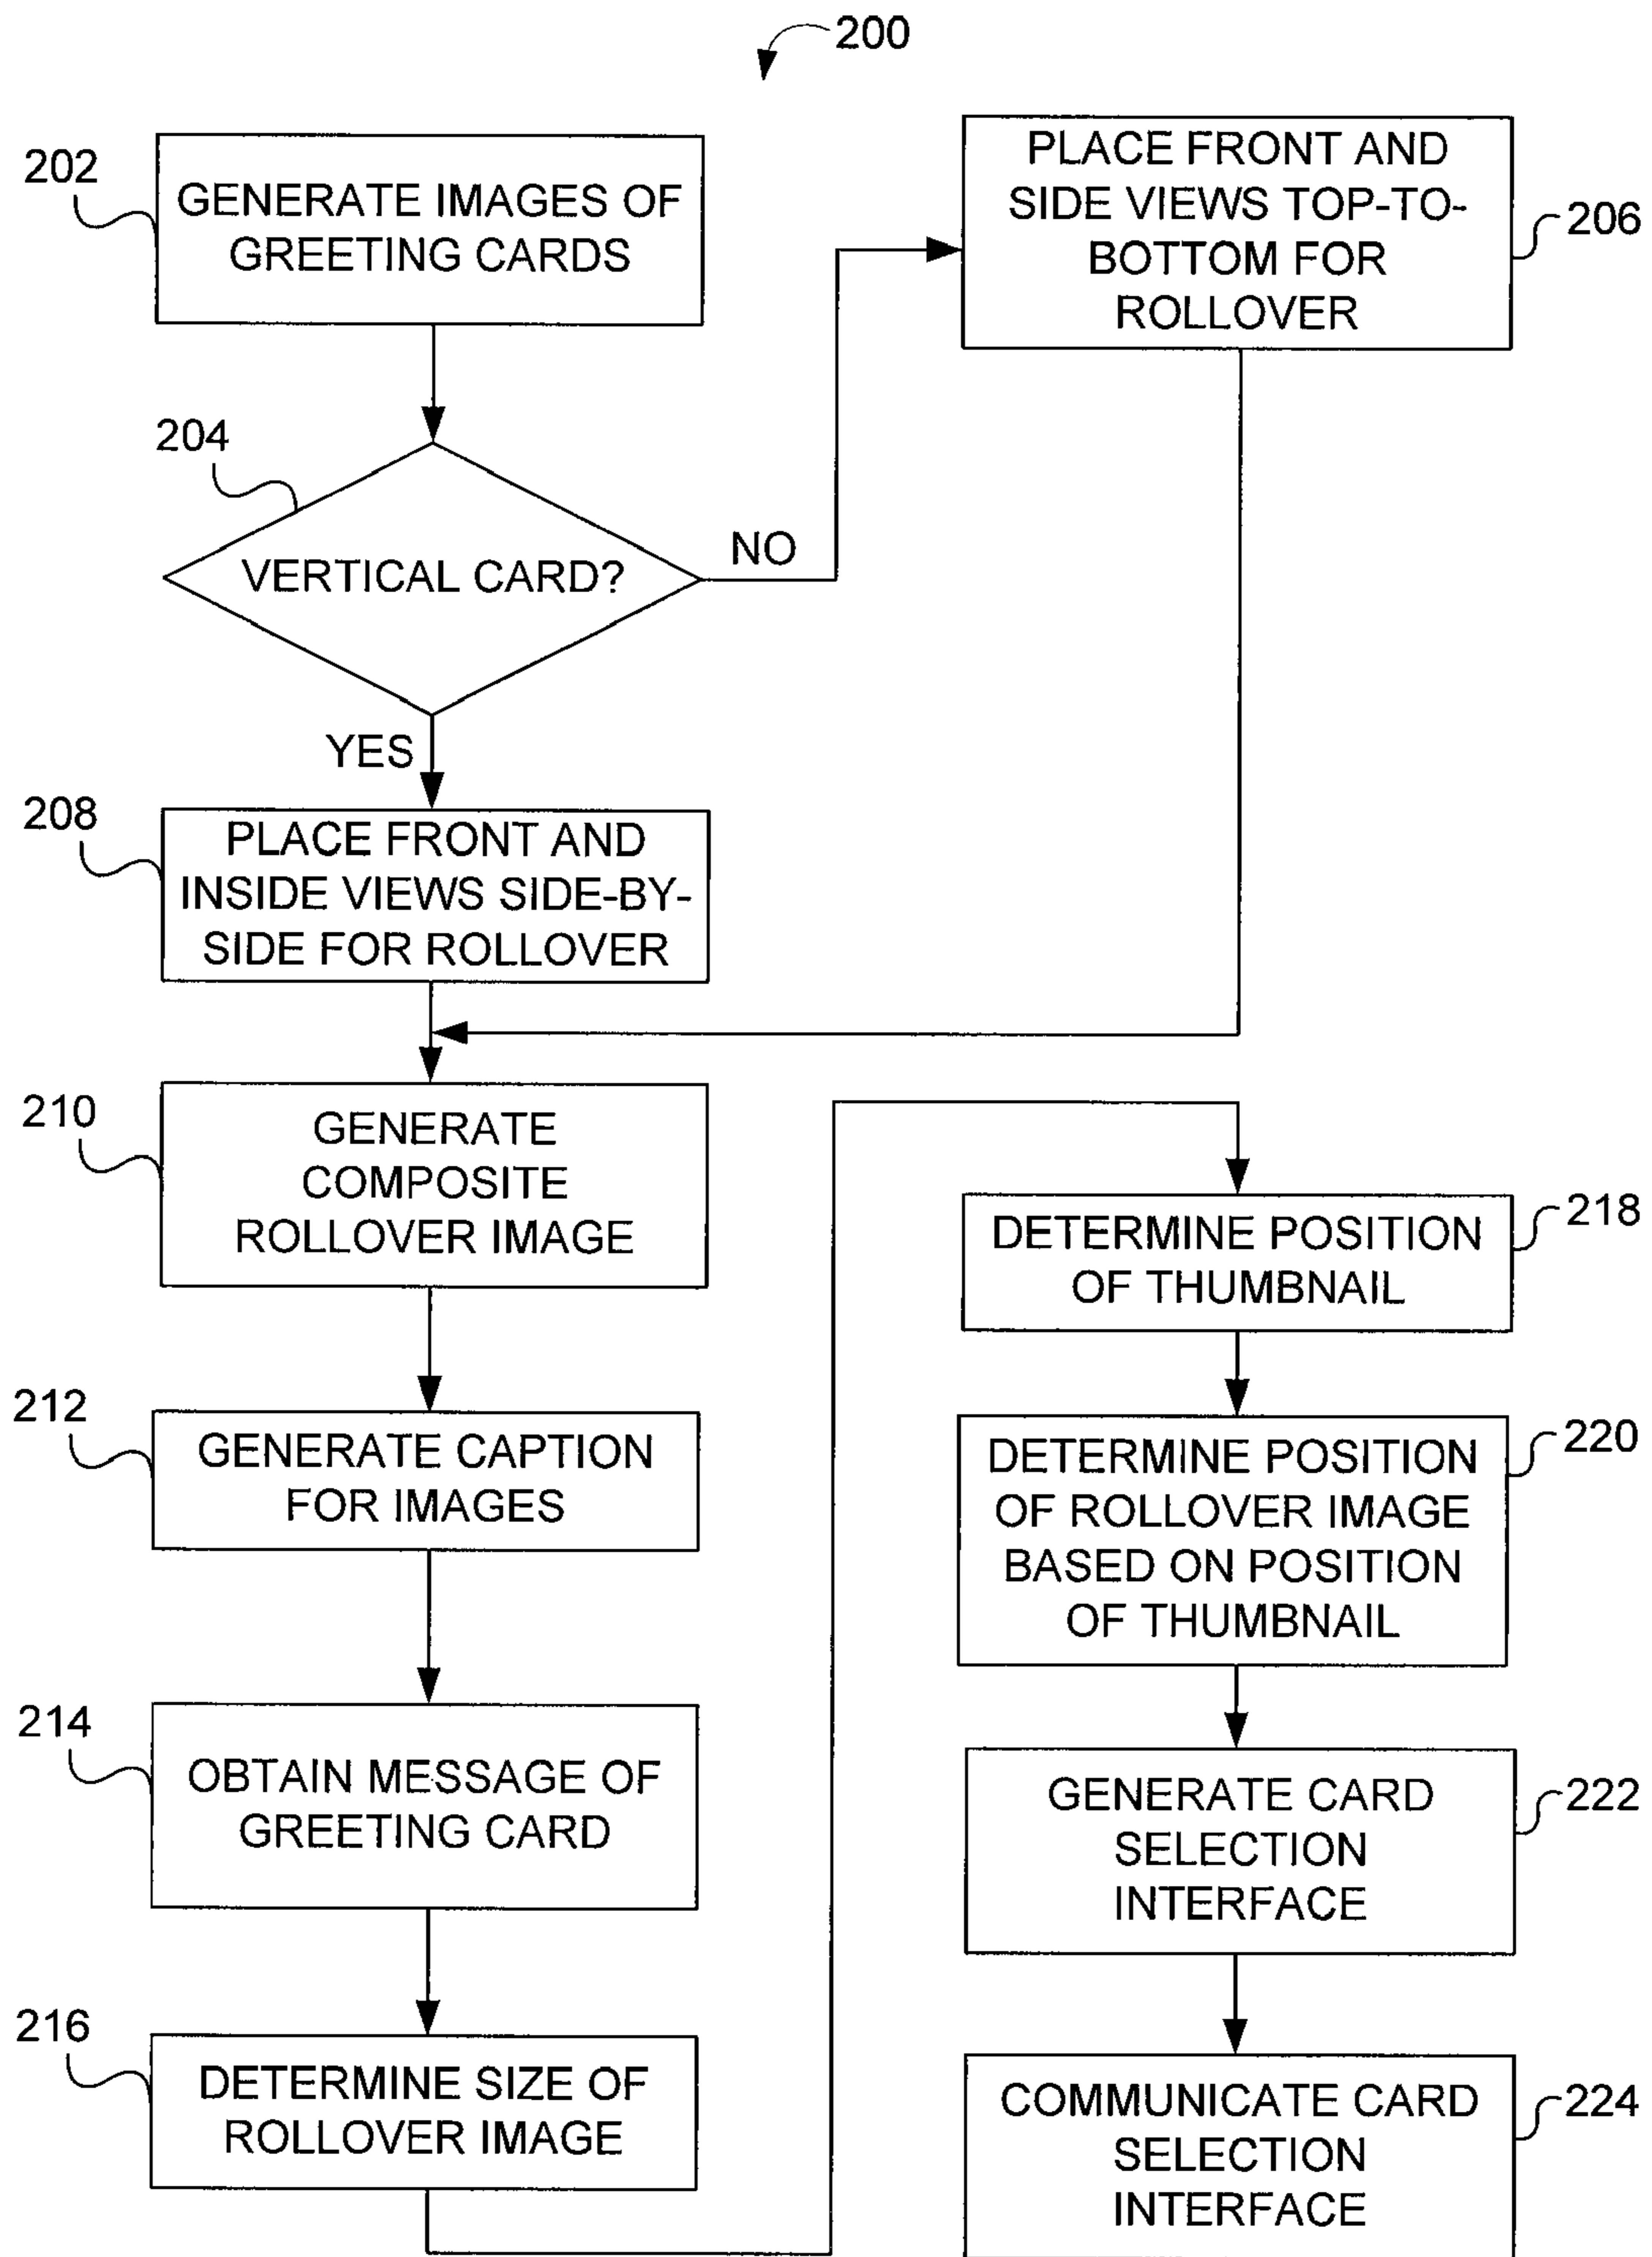 200
202
GENERATE IMAGES OF
GREETING CARDS
204
VERTICAL CARD?
NO
YES
PLACE FRONT AND
SIDE VIEWS TOP-TO-
BOTTOM FOR
ROLLOVER
206
208
PLACE FRONT AND
INSIDE VIEWS SIDE-BY-
SIDE FOR ROLLOVER
210
GENERATE
COMPOSITE
ROLLOVER IMAGE
212
GENERATE CAPTION
FOR IMAGES
214
OBTAIN MESSAGE OF
GREETING CARD
216
DETERMINE SIZE OF
ROLLOVER IMAGE
DETERMINE POSITION
OF THUMBNAIL
218
DETERMINE POSITION
OF ROLLOVER IMAGE
BASED ON POSITION
OF THUMBNAIL
220
GENERATE CARD
SELECTION
INTERFACE
222
COMMUNICATE CARD
SELECTION
INTERFACE
224